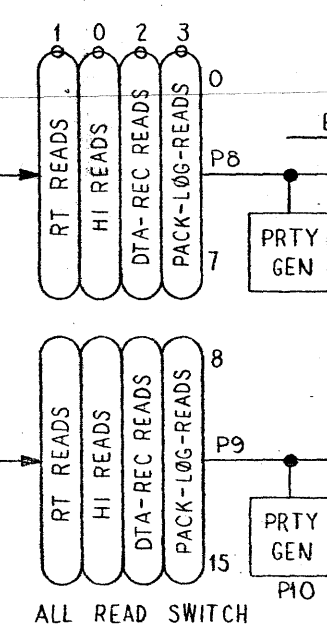 1 0 2 3
0
RT READS
HI READS
DTA-REC READS
PACK-LØG-READS
P8
7
PRTY
GEN
8
RT READS
HI READS
DTA-REC READS
PACK-LØG-READS
P9
15
PRTY
GEN
P10
ALL READ SWITCH